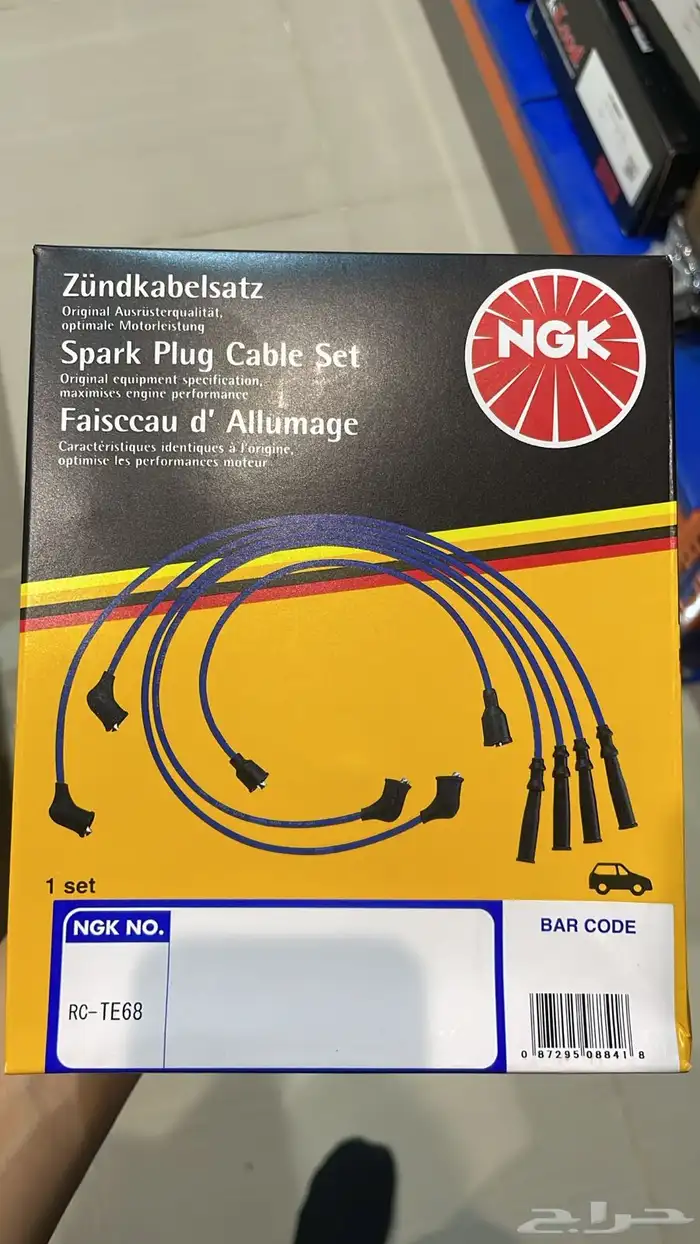 Zündkabelsatz
Original Ausrüsterqualität,
optimale Motorleistung
Spark Plug Cable Set
Original equipment specification,
maximises engine performance
Faisccau d' Allumage
Caractéristiques identiques à l'origine,
optimise les performances moteur
NGK
1 set
NGK NO.
RC-TE68
BAR CODE
0 87295 08841 8
حراج